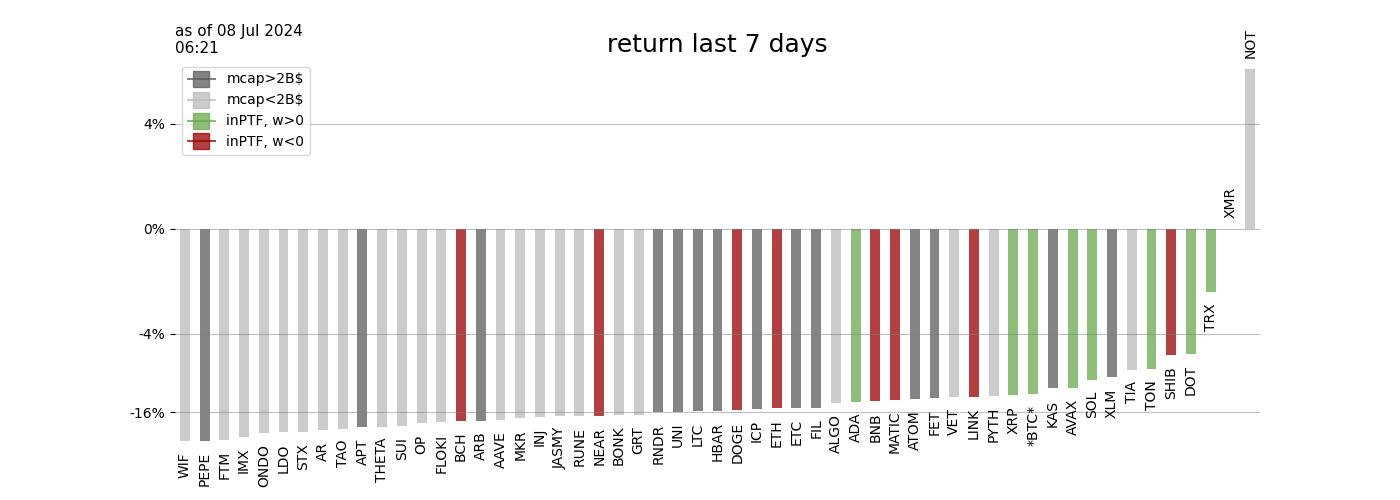 as of 08 Jul 2024
06:21
return last 7 days
mcap>2B$
mcap<2B$
inPTF, w>0
inPTF, w<0
4%
0%
-4%
-16%
WIF
PEPE
FTM
IMX
ONDO
LDO
STX
AR
TAO
APT
THETA
SUI
OP
FLOKI
BCH
ARB
AAVE
MKR
INJ
JASMY
RUNE
NEAR
BONK
GRT
RNDR
UNI
LTC
HBAR
DOGE
ICP
ETH
ETC
FIL
ALGO
ADA
BNB
MATIC
ATOM
FET
VET
LINK
PYTH
XRP
*BTC*
KAS
AVAX
SOL
XLM
TIA
TON
SHIB
DOT
TRX
XMR
NOT